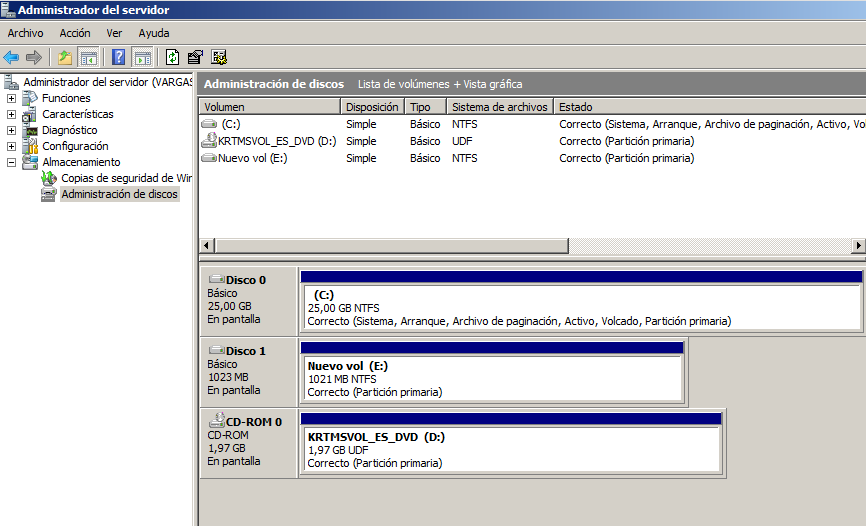 Administrador del servidor
Archivo Acción Ver Ayuda
Administrador del servidor (VARGAS
Funciones
Características
Diagnóstico
Configuración
Almacenamiento
Copias de seguridad de Wir
Administración de discos
Administración de discos Lista de volúmenes + Vista gráfica
Volumen Disposición Tipo Sistema de archivos Estado
(C:) Simple Básico NTFS Correcto (Sistema, Arranque, Archivo de paginación, Activo, Vo
KRTMSVOL_ES_DVD (D:) Simple Básico UDF Correcto (Partición primaria)
Nuevo vol (E:) Simple Básico NTFS Correcto (Partición primaria)
Disco 0
Básico
25,00 GB
En pantalla
(C:)
25,00 GB NTFS
Correcto (Sistema, Arranque, Archivo de paginación, Activo, Volcado, Partición primaria)
Disco 1
Básico
1023 MB
En pantalla
Nuevo vol (E:)
1021 MB NTFS
Correcto (Partición primaria)
CD-ROM 0
CD-ROM
1,97 GB
En pantalla
KRTMSVOL_ES_DVD (D:)
1,97 GB UDF
Correcto (Partición primaria)